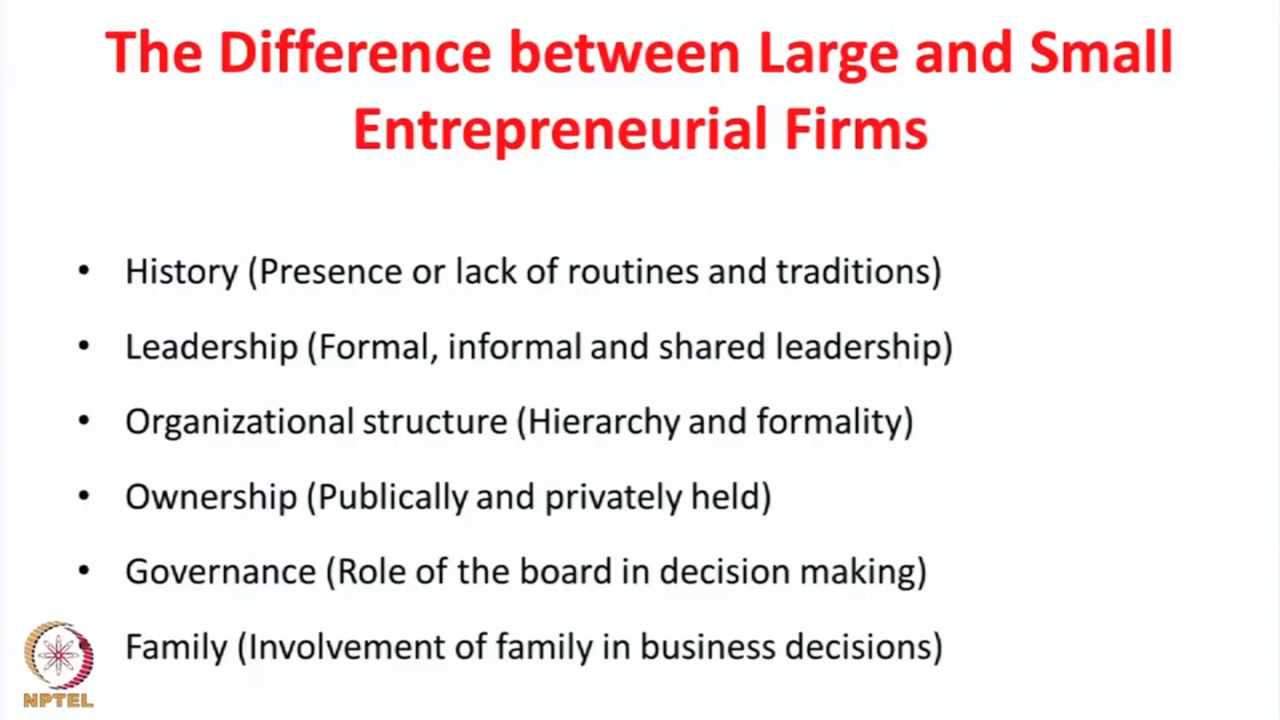 The Difference between Large and Small
Entrepreneurial Firms
• History (Presence or lack of routines and traditions)
• Leadership (Formal, informal and shared leadership)
• Organizational structure (Hierarchy and formality)
• Ownership (Publically and privately held)
• Governance (Role of the board in decision making)
Family (Involvement of family in business decisions)
NPTEL